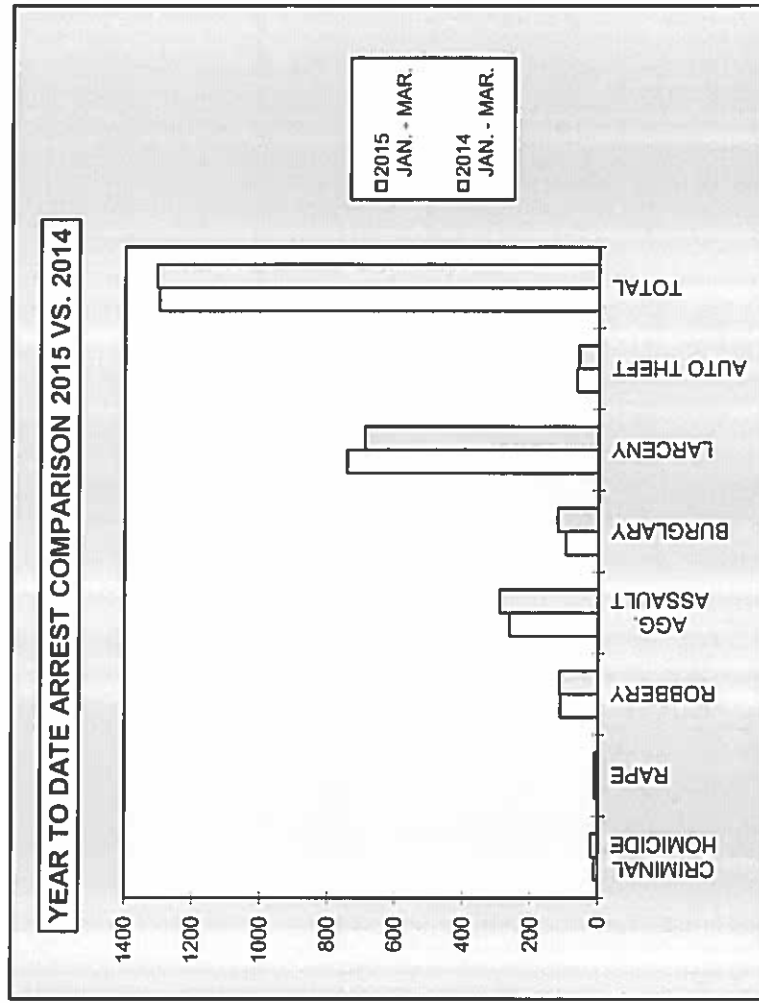 YEAR TO DATE ARREST COMPARISON 2015 VS. 2014
1400
1200
1000
800
600
400
200
0
CRIMINAL
HOMICIDE
RAPE
ROBBERY
AGG.
ASSAULT
BURGLARY
LARCENY
AUTO THEFT
TOTAL
2015
JAN. - MAR.
2014
JAN. - MAR.